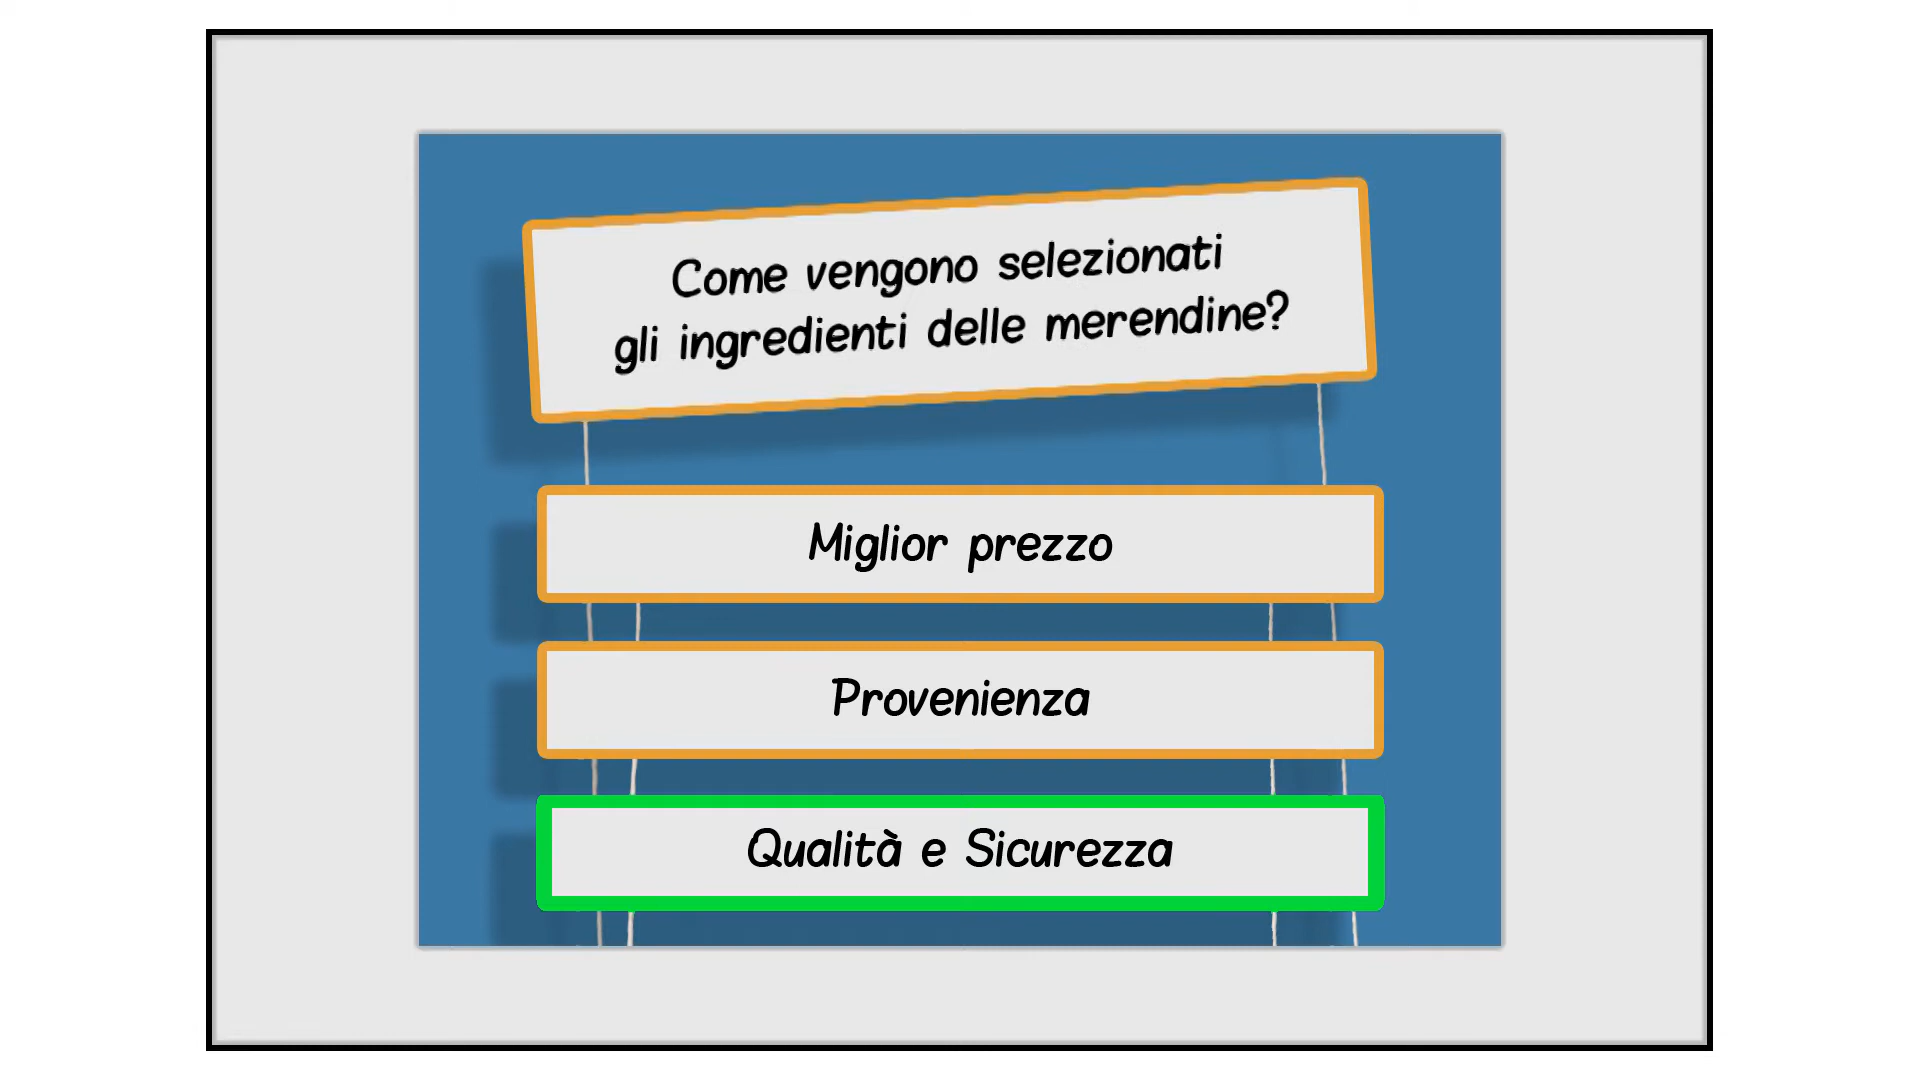 Come vengono selezionati
gli ingredienti delle merendine?
Miglior prezzo
Provenienza
Qualità e Sicurezza